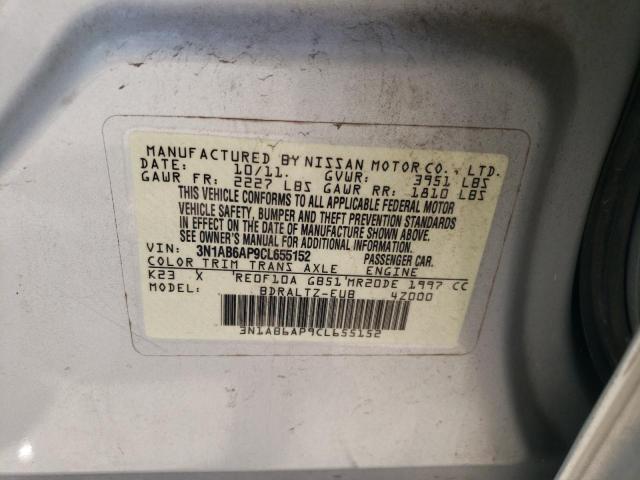 MANUFACTURED BY NISSAN MOTOR CO., LTD.
DATE: 10/11. GVWR: 3951 LBS
GAWR FR: 2227 LBS GAWR RR: 1810 LBS
THIS VEHICLE CONFORMS TO ALL APPLICABLE FEDERAL MOTOR
VEHICLE SAFETY, BUMPER AND THEFT PREVENTION STANDARDS
IN EFFECT ON THE DATE OF MANUFACTURE SHOWN ABOVE.
SEE OWNER'S MANUAL FOR ADDITIONAL INFORMATION.
VIN: 3N1AB6AP9CL655152 PASSENGER CAR.
COLOR TRIM TRANS AXLE ENGINE
K23 X RE0F10A GB51 MR20DE 1997 CC
MODEL: BDRALTZ-EUB 4Z000
3N1AB6AP9CL655152